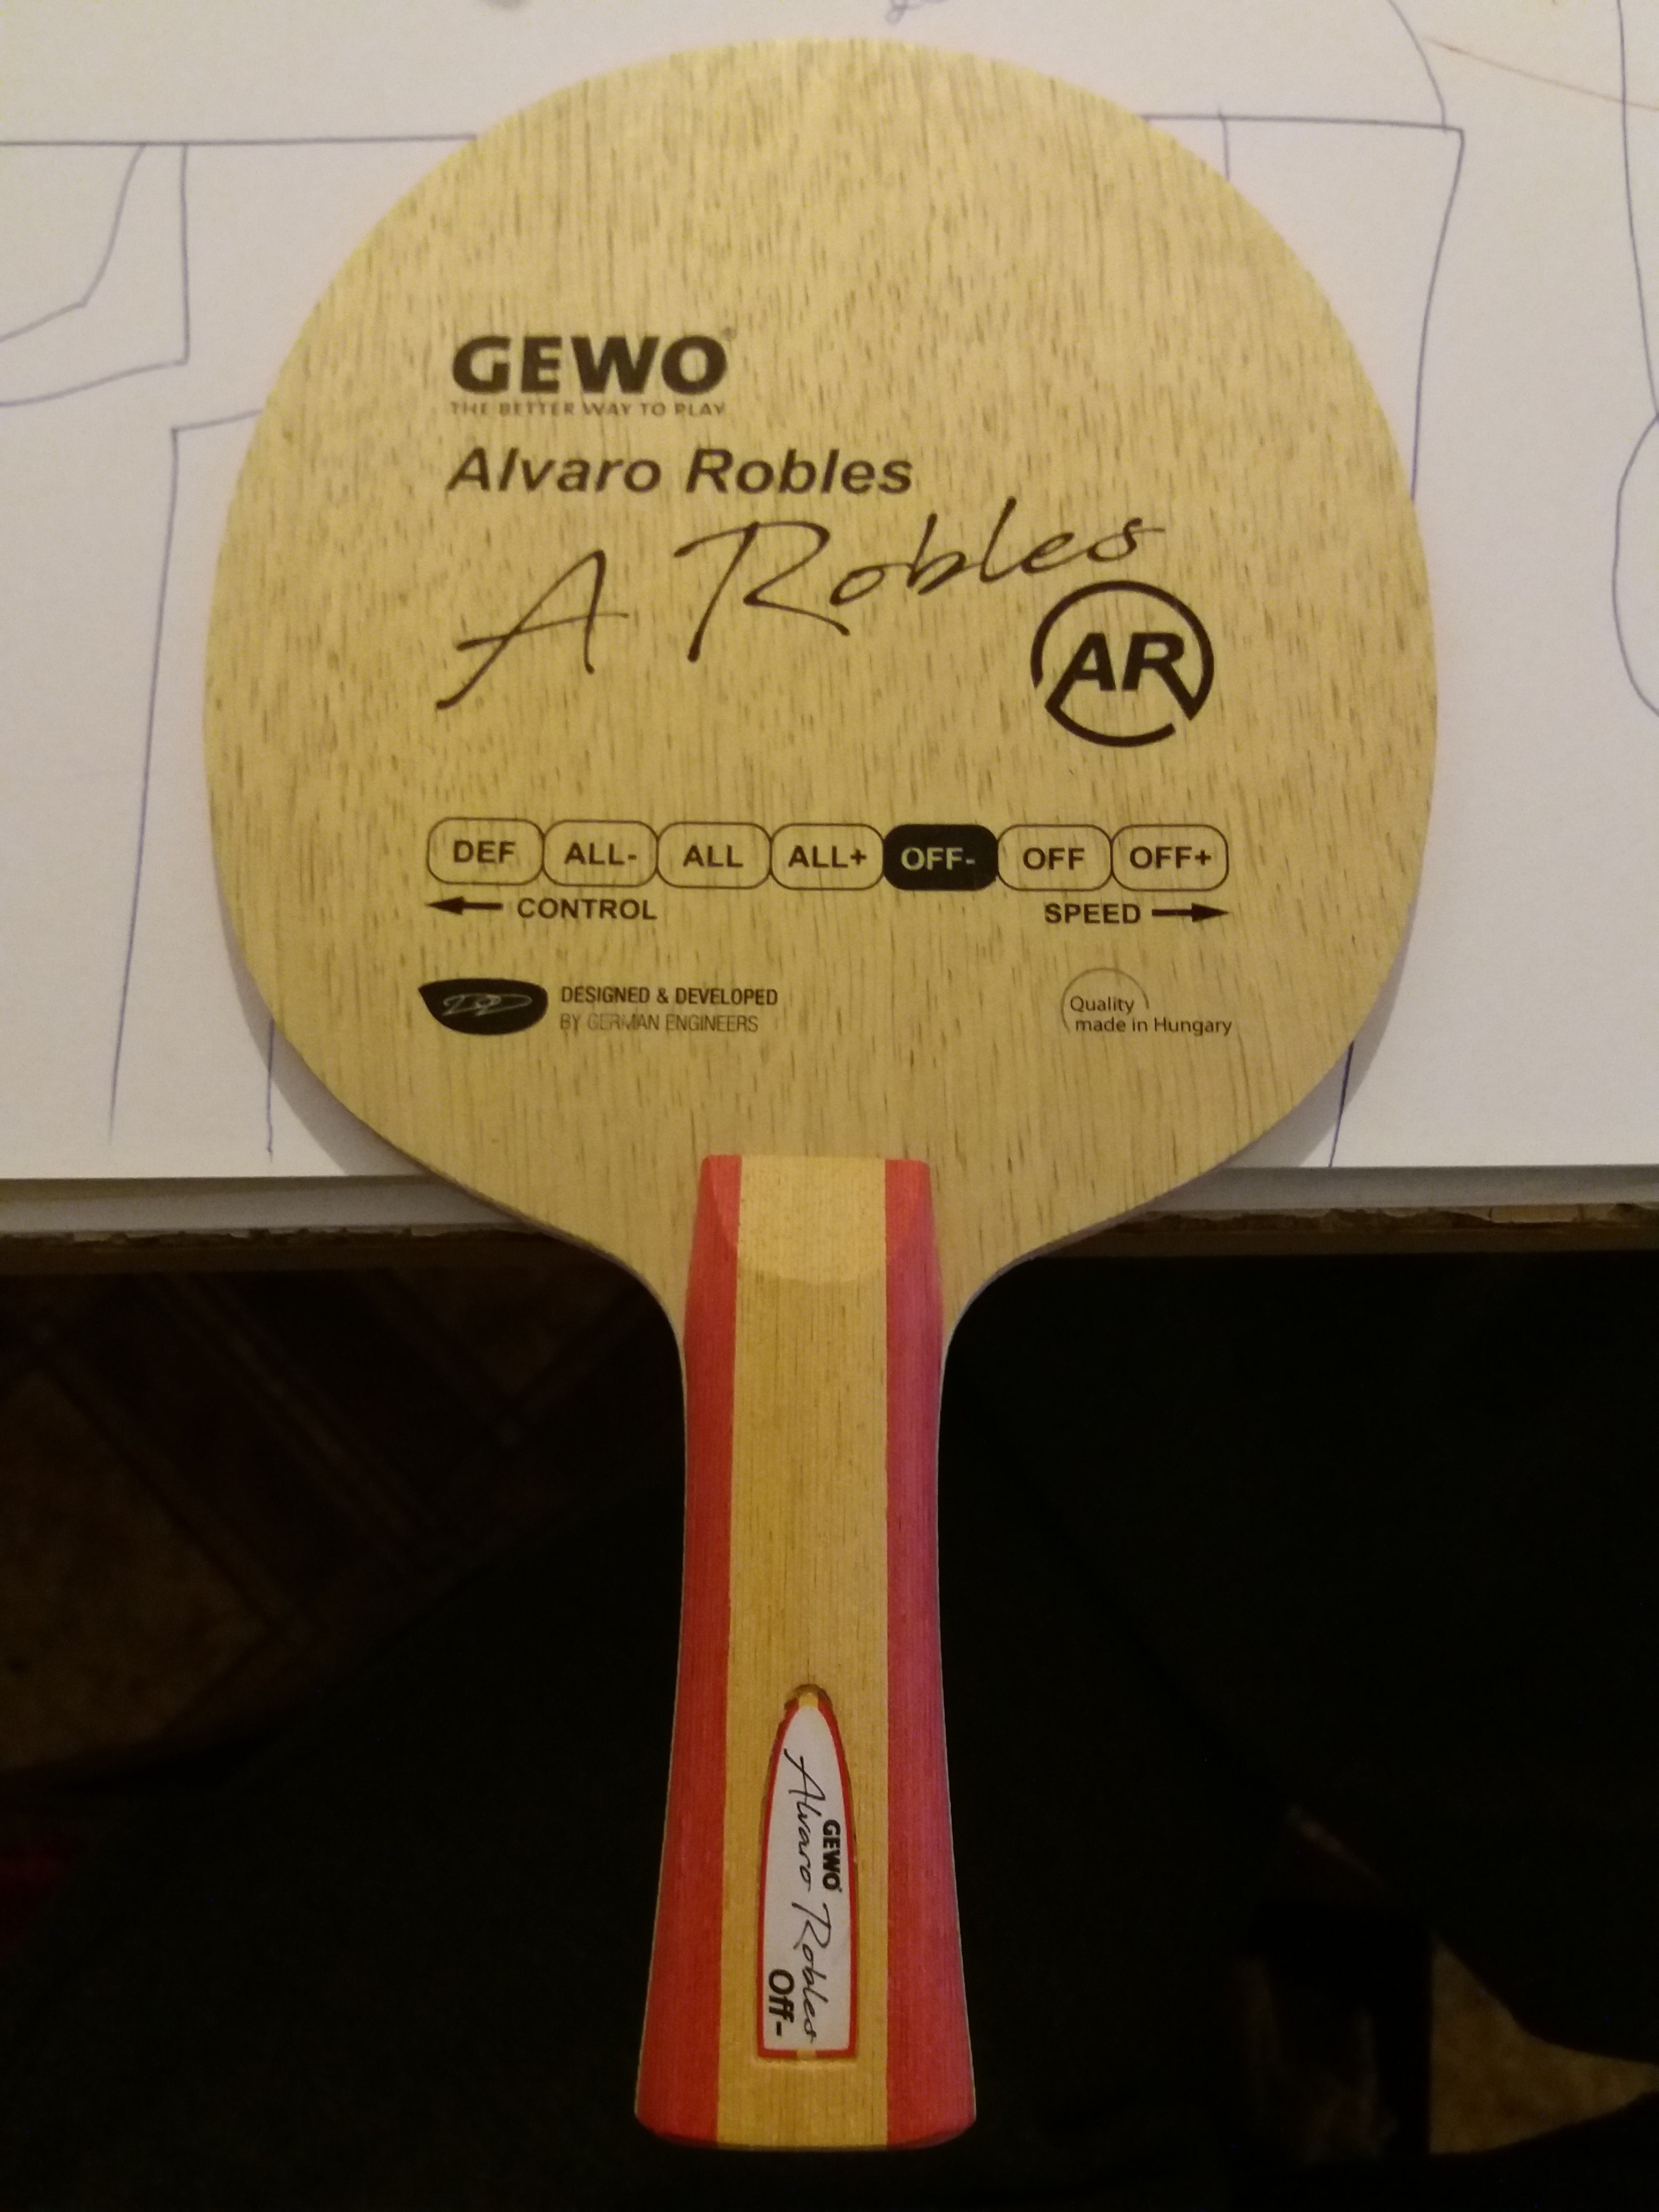 GEWO®
THE BETTER WAY TO PLAY
Alvaro Robles
A Robles
AR
DEF ALL- ALL ALL+ OFF- OFF OFF+
CONTROL SPEED
DESIGNED & DEVELOPED
BY GERMAN ENGINEERS
Quality
made in Hungary
GEWO®
Alvaro Robles
Off-